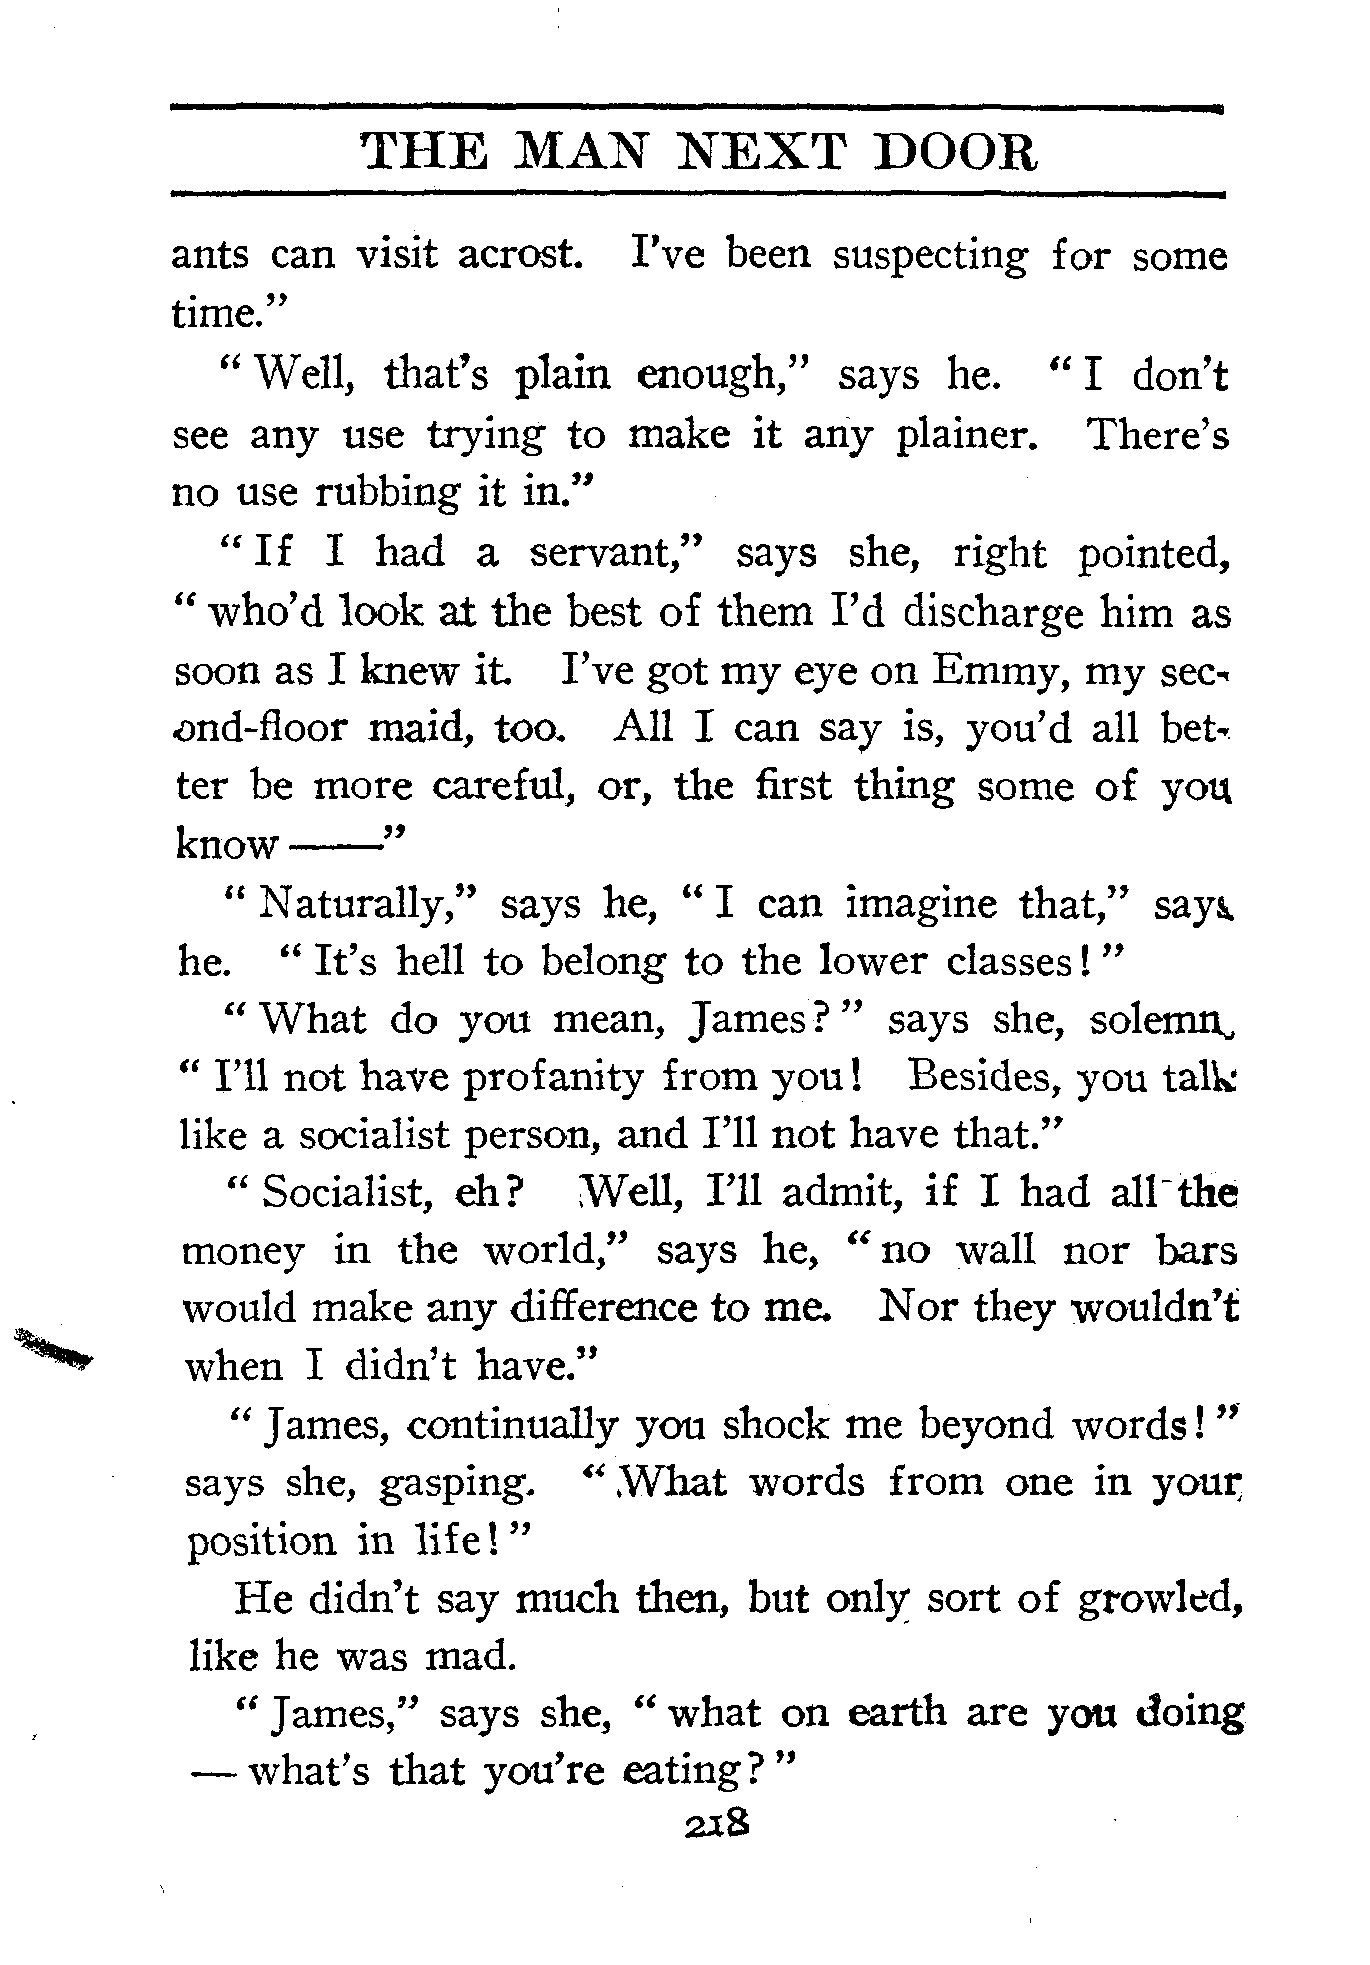 THE MAN NEXT DOOR
ants can visit acrost. I've been suspecting for some
time."
"Well, that's plain enough," says he. "I don't
see any use trying to make it any plainer. There's
no use rubbing it in."
"If I had a servant," says she, right pointed,
"who'd look at the best of them I'd discharge him as
soon as I knew it. I've got my eye on Emmy, my sec-
ond-floor maid, too. All I can say is, you'd all bet-
ter be more careful, or, the first thing some of you
know ——"
"Naturally," says he, "I can imagine that," says
he. "It's hell to belong to the lower classes!"
"What do you mean, James?" says she, solemn.
"I'll not have profanity from you! Besides, you talk
like a socialist person, and I'll not have that."
"Socialist, eh? Well, I'll admit, if I had all the
money in the world," says he, "no wall nor bars
would make any difference to me. Nor they wouldn't
when I didn't have."
"James, continually you shock me beyond words!"
says she, gasping. "What words from one in your
position in life!"
He didn't say much then, but only sort of growled,
like he was mad.
"James," says she, "what on earth are you doing
— what's that you're eating?"
218